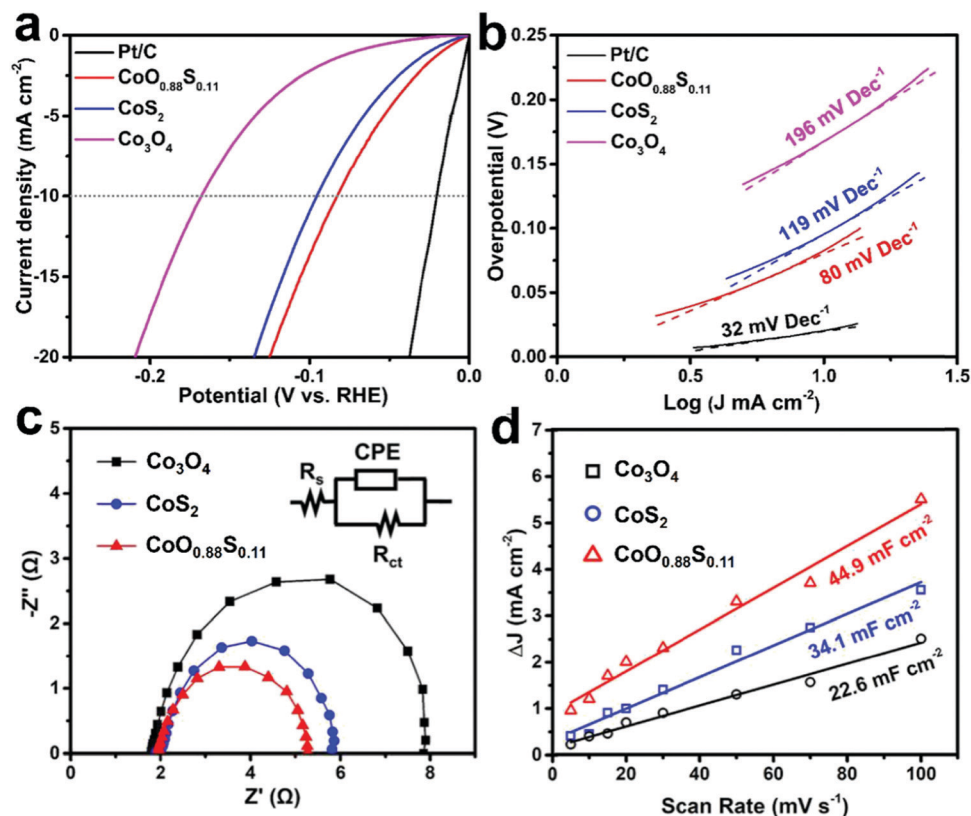 a
Current density (mA cm⁻²)
0
-5
-10
-15
-20
Pt/C
CoO₀.₈₈S₀.₁₁
CoS₂
Co₃O₄
-0.2
-0.1
0.0
Potential (V vs. RHE)
b
Overpotential (V)
0.25
0.20
0.15
0.10
0.05
0.00
Pt/C
CoO₀.₈₈S₀.₁₁
CoS₂
Co₃O₄
196 mV Dec⁻¹
119 mV Dec⁻¹
80 mV Dec⁻¹
32 mV Dec⁻¹
0.0
0.5
1.0
1.5
Log (J mA cm⁻²)
c
-Z'' (Ω)
5
4
3
2
1
0
Co₃O₄
CoS₂
CoO₀.₈₈S₀.₁₁
CPE
Rₛ
R_ct
0
2
4
6
8
Z' (Ω)
d
ΔJ (mA cm⁻²)
7
6
5
4
3
2
1
0
Co₃O₄
CoS₂
CoO₀.₈₈S₀.₁₁
44.9 mF cm⁻²
34.1 mF cm⁻²
22.6 mF cm⁻²
0
20
40
60
80
100
Scan Rate (mV s⁻¹)